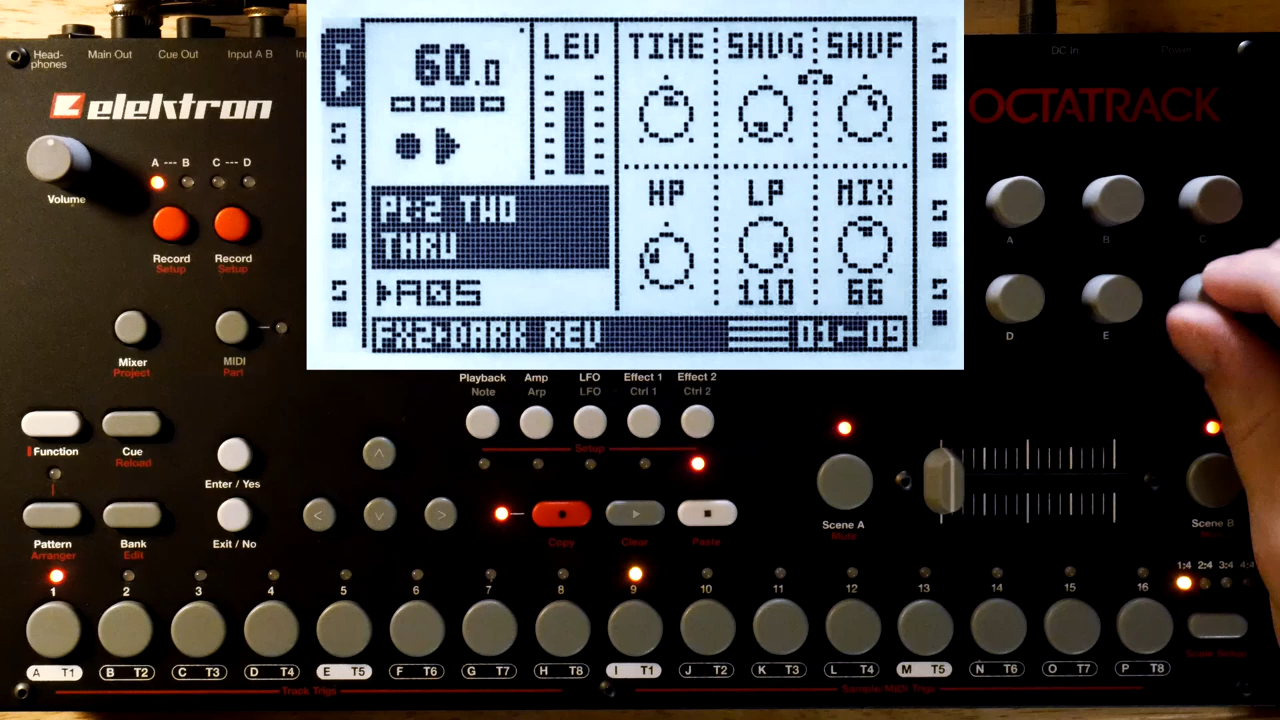 Head-
phones
Main Out
Cue Out
Input A B
DC In
Power
elektron
OCTATRACK
Volume
A --- B
C --- D
Record
Setup
Record
Setup
60.0
LEV
TIME
SHVG
SHVF
HP
LP
MIX
110
66
Pt:2 TWO
THRU
A05
FX2 DARK REV
01 09
A
B
C
D
E
Mixer
Project
MIDI
Part
Playback
Note
Amp
Arp
LFO
LFO
Effect 1
Ctrl 1
Effect 2
Ctrl 2
Setup
Function
Cue
Reload
Enter / Yes
Pattern
Arranger
Bank
Edit
Exit / No
Copy
Clear
Paste
Scene A
Mute
Scene B
1:4 2:4 3:4 4:4
1 2 3 4 5 6 7 8 9 10 11 12 13 14 15 16
A T1 B T2 C T3 D T4 E T5 F T6 G T7 H T8 I T1 J T2 K T3 L T4 M T5 N T6 O T7 P T8
Track Trigs
Sample/MIDI Trigs
Scale Setup